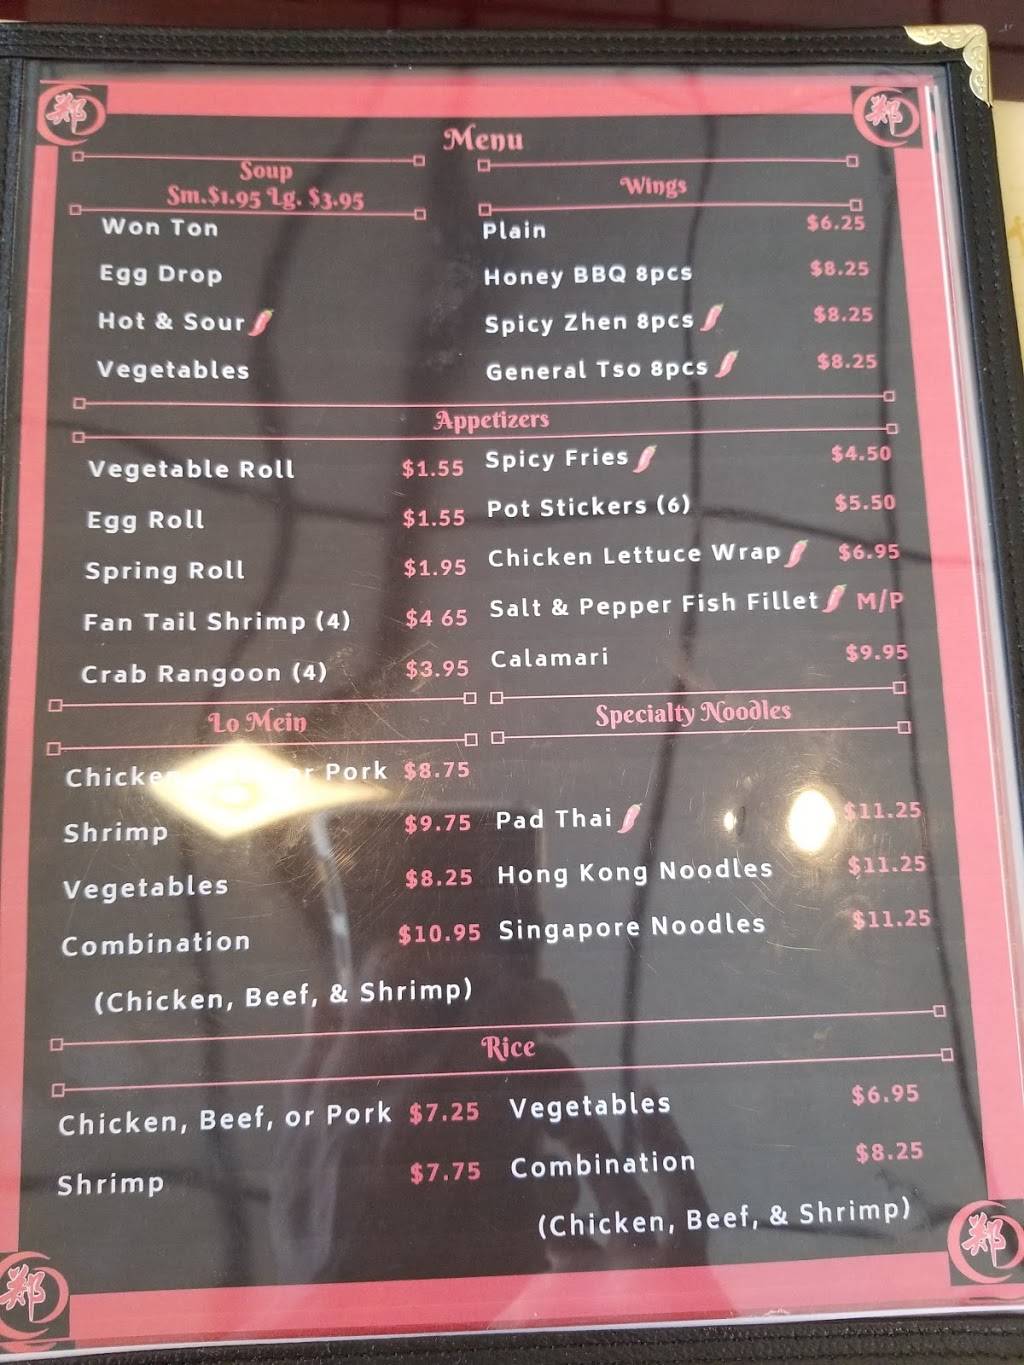 鄭
鄭
Menu
Soup
Sm.$1.95 Lg. $3.95
Won Ton
Egg Drop
Hot & Sour
Vegetables
Wings
Plain $6.25
Honey BBQ 8pcs $8.25
Spicy Zhen 8pcs $8.25
General Tso 8pcs $8.25
Appetizers
Vegetable Roll $1.55
Egg Roll $1.55
Spring Roll $1.95
Fan Tail Shrimp (4) $4 65
Crab Rangoon (4) $3.95
Spicy Fries $4.50
Pot Stickers (6) $5.50
Chicken Lettuce Wrap $6.95
Salt & Pepper Fish Fillet M/P
Calamari $9.95
Lo Mein
Pork $8.75
Shrimp $9.75
Vegetables $8.25
Combination $10.95
(Chicken, Beef, & Shrimp)
Specialty Noodles
Pad Thai $11.25
Hong Kong Noodles $11.25
Singapore Noodles $11.25
Rice
Chicken, Beef, or Pork $7.25
Shrimp $7.75
Vegetables $6.95
Combination $8.25
(Chicken, Beef, & Shrimp)
鄭
鄭